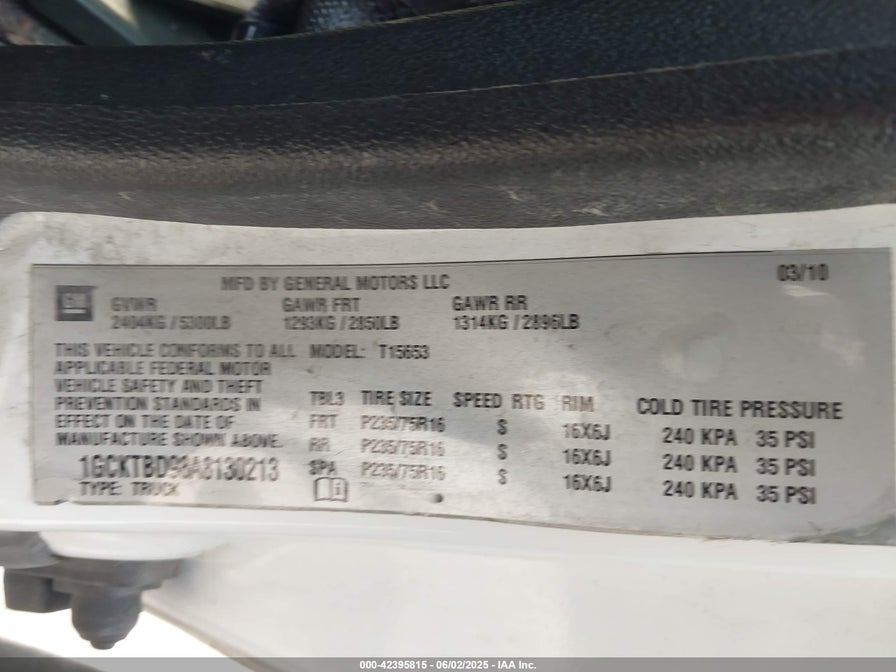 MFD BY GENERAL MOTORS LLC 03/10
GM GVWR GAWR FRT GAWR RR
2404KG / 5300LB 1293KG / 2850LB 1314KG / 2896LB
THIS VEHICLE CONFORMS TO ALL MODEL: T15653
APPLICABLE FEDERAL MOTOR
VEHICLE SAFETY AND THEFT
PREVENTION STANDARDS IN
EFFECT ON THE DATE OF
MANUFACTURE SHOWN ABOVE.
TBL3 TIRE SIZE SPEED RTG RIM COLD TIRE PRESSURE
FRT P235/75R16 S 16X6J 240 KPA 35 PSI
RR P235/75R16 S 16X6J 240 KPA 35 PSI
SPA P235/75R16 S 16X6J 240 KPA 35 PSI
TYPE: TRUCK
000-42395815 - 06/02/2025 - IAA Inc.